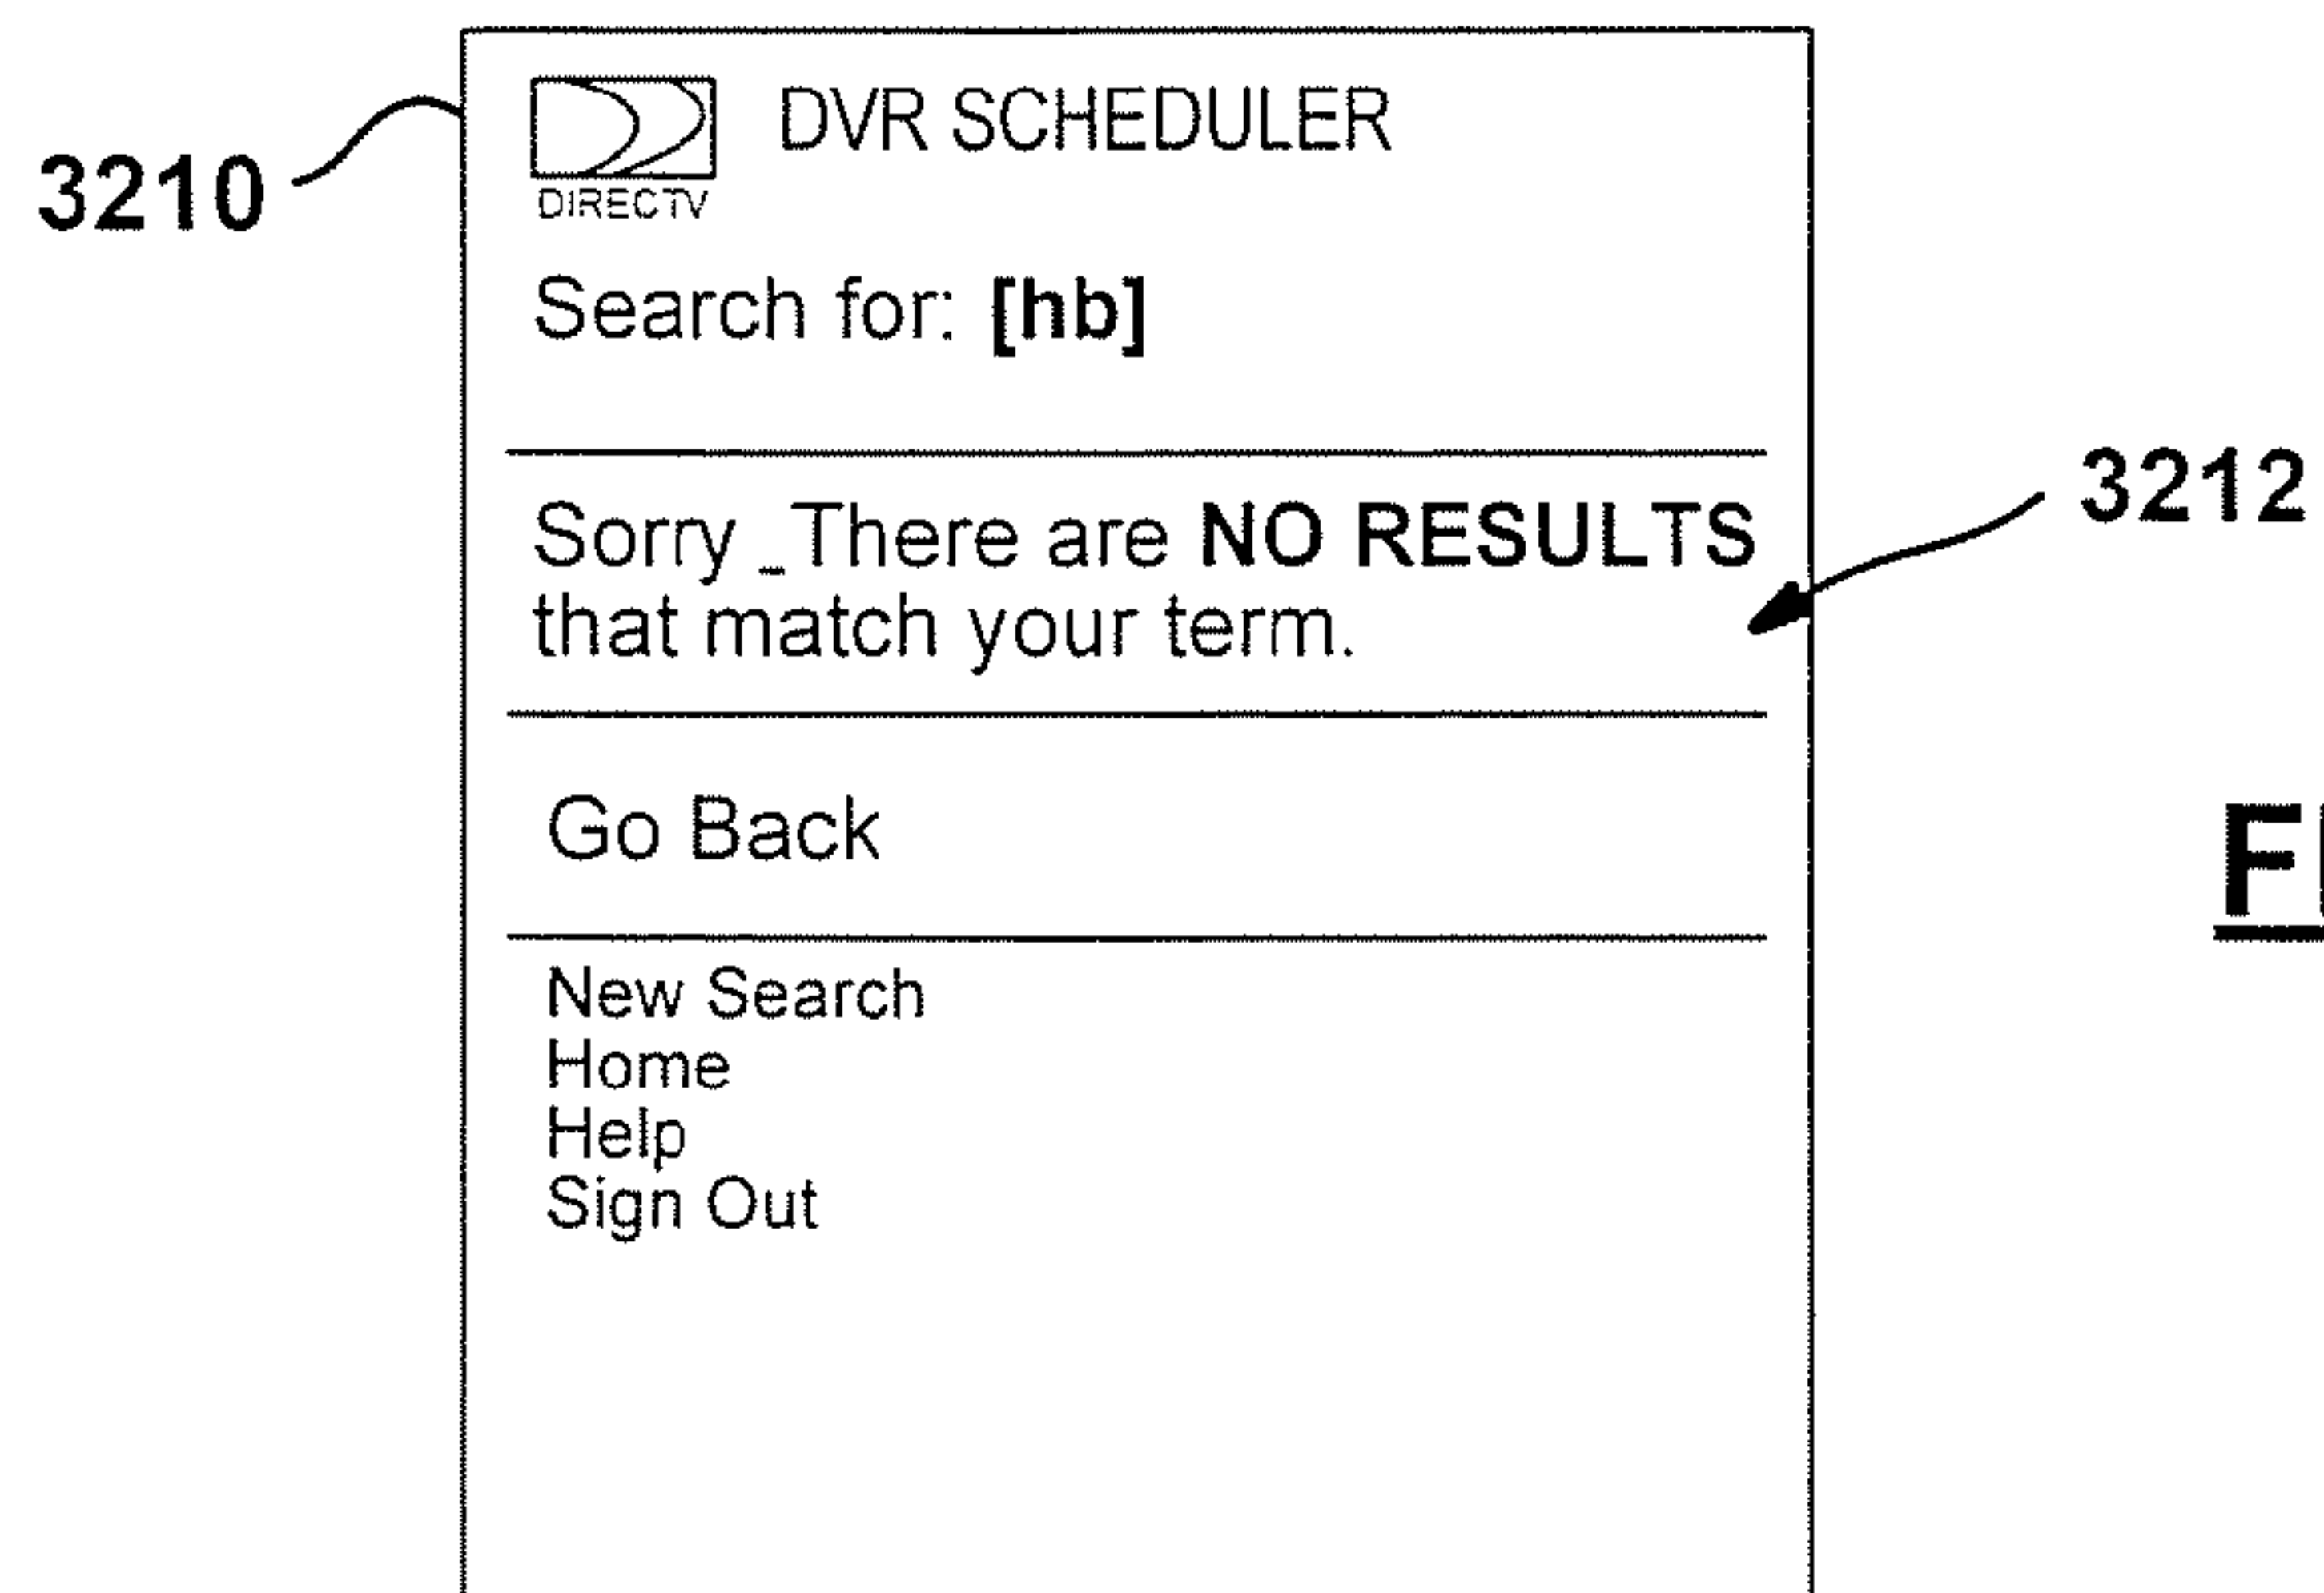 DVR SCHEDULER
3210
DIRECTV
Search for: [hb]
Sorry _There are NO RESULTS
3212
that match your term.
Go Back
New Search
Home
Help
Sign Out